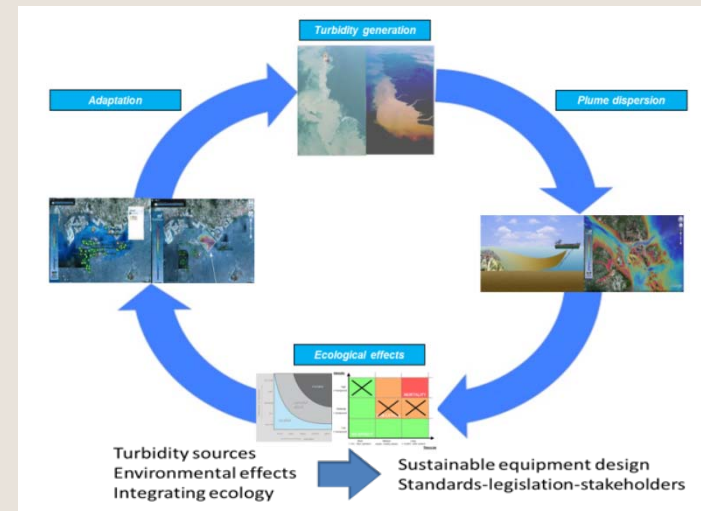 Turbidity generation
Adaptation
Plume dispersion
Ecological effects
MORTALITY
Turbidity sources
Environmental effects
Integrating ecology
Sustainable equipment design
Standards-legislation-stakeholders